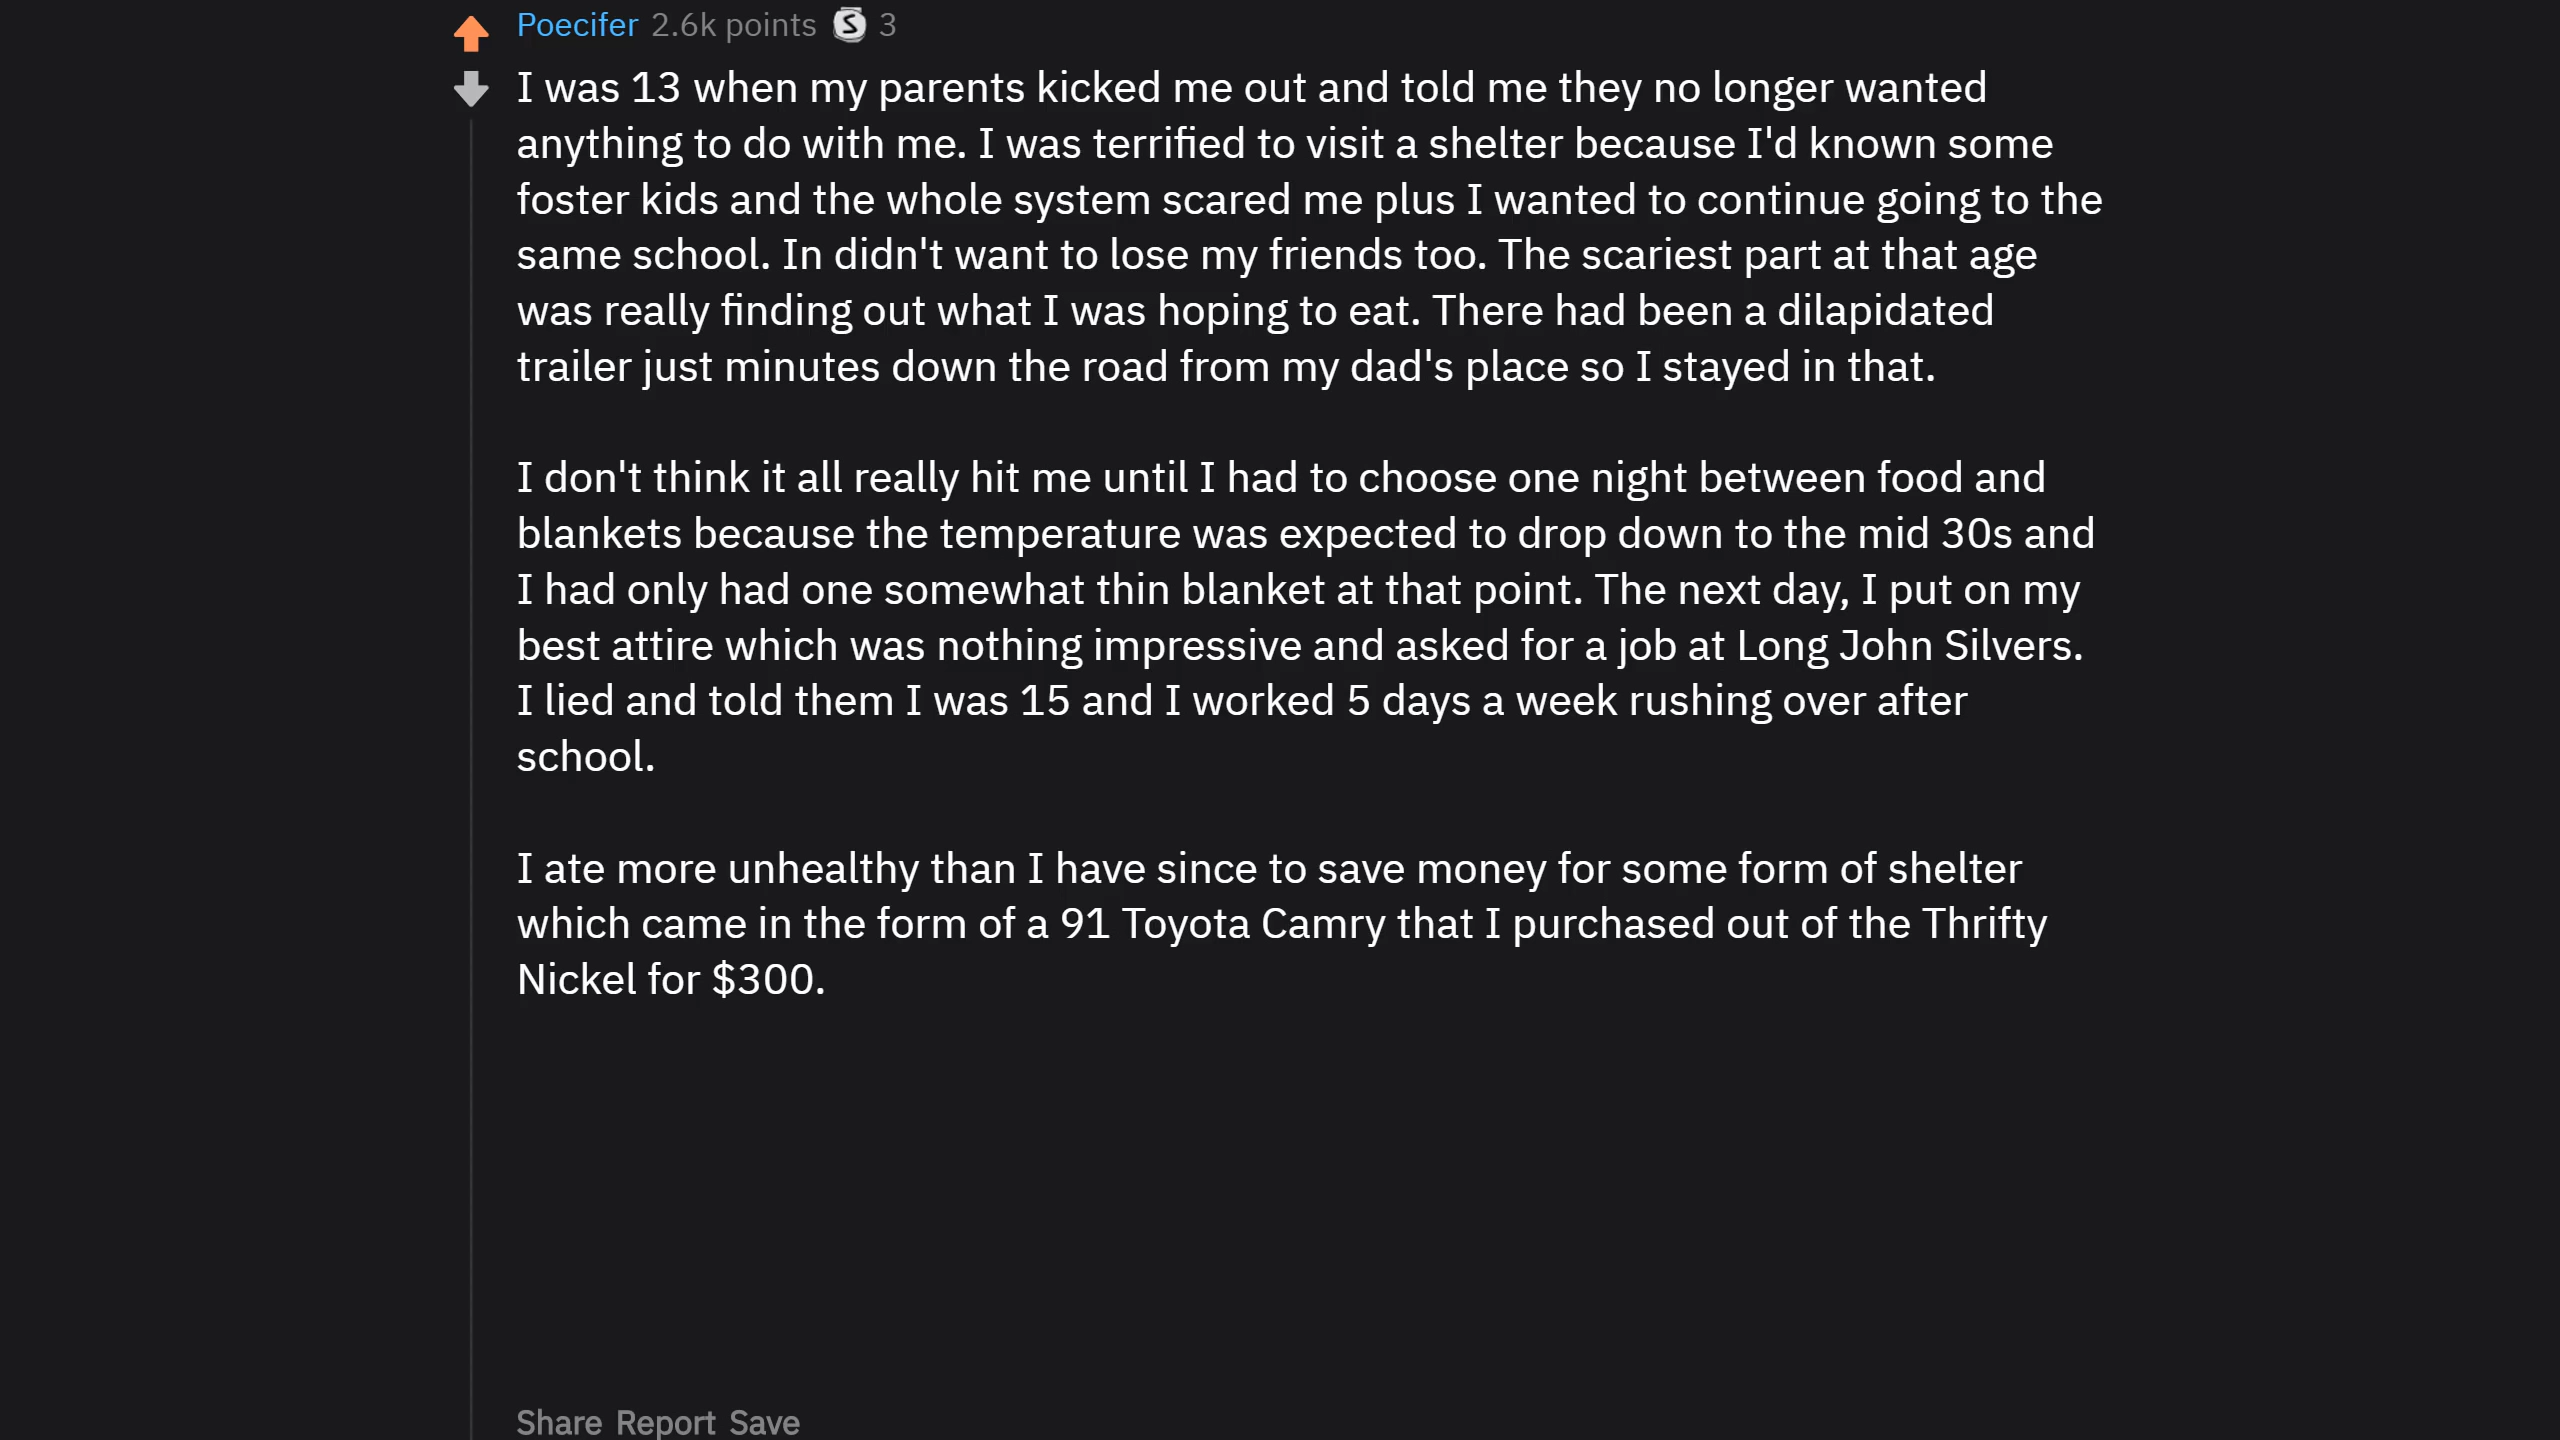 Poecifer 2.6k points S 3
I was 13 when my parents kicked me out and told me they no longer wanted
anything to do with me. I was terrified to visit a shelter because I'd known some
foster kids and the whole system scared me plus I wanted to continue going to the
same school. In didn't want to lose my friends too. The scariest part at that age
was really finding out what I was hoping to eat. There had been a dilapidated
trailer just minutes down the road from my dad's place so I stayed in that.
I don't think it all really hit me until I had to choose one night between food and
blankets because the temperature was expected to drop down to the mid 30s and
I had only had one somewhat thin blanket at that point. The next day, I put on my
best attire which was nothing impressive and asked for a job at Long John Silvers.
I lied and told them I was 15 and I worked 5 days a week rushing over after
school.
I ate more unhealthy than I have since to save money for some form of shelter
which came in the form of a 91 Toyota Camry that I purchased out of the Thrifty
Nickel for $300.
Share Report Save